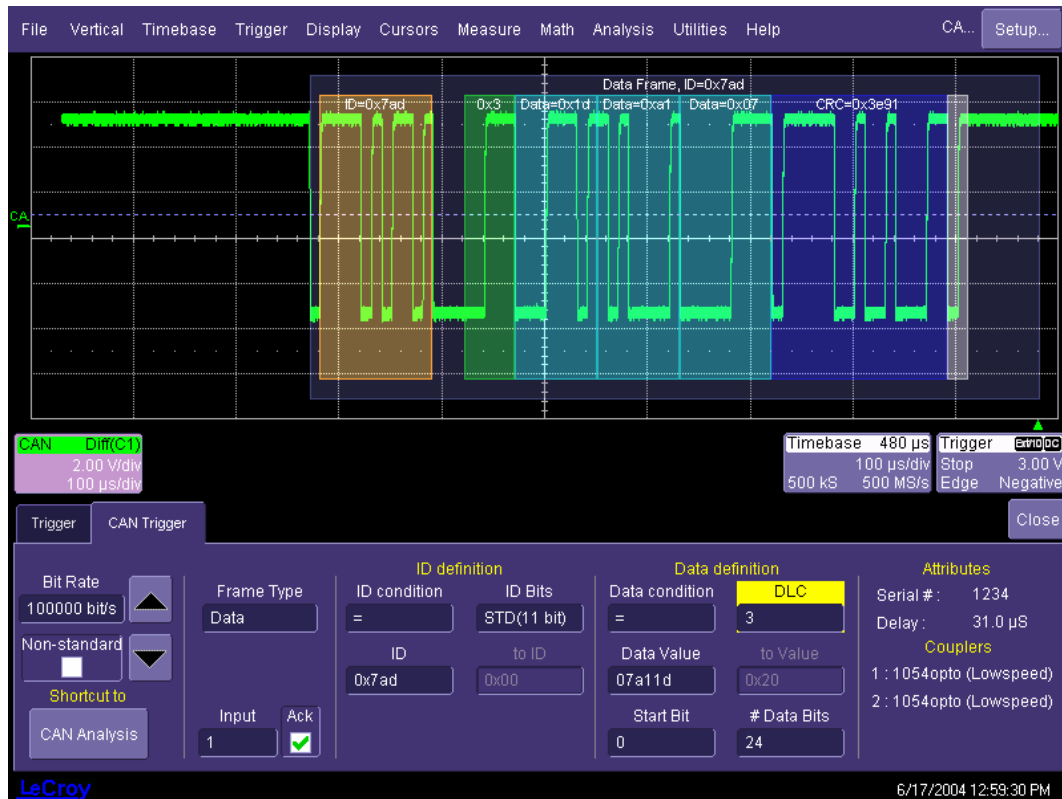 File Vertical Timebase Trigger Display Cursors Measure Math Analysis Utilities Help CA... Setup...
Data Frame, ID=0x7ad
ID=0x7ad 0x3 Data=0x1d Data=0xa1 Data=0x07 CRC=0x3e91
CA
CAN Diff(C1)
2.00 V/div
100 µs/div
Timebase 480 µs
100 µs/div
500 kS 500 MS/s
Trigger Ext10 DC
Stop 3.00 V
Edge Negative
Trigger CAN Trigger Close
ID definition Data definition Attributes
Bit Rate Frame Type ID condition ID Bits Data condition DLC Serial # : 1234
100000 bit/s Data = STD(11 bit) = 3 Delay : 31.0 µS
Non-standard ID to ID Data Value to Value Couplers
0x7ad 0x00 07a11d 0x20 1 : 1054opto (Lowspeed)
Shortcut to 2 : 1054opto (Lowspeed)
CAN Analysis Input Ack Start Bit # Data Bits
1 0 24
LeCroy 6/17/2004 12:59:30 PM